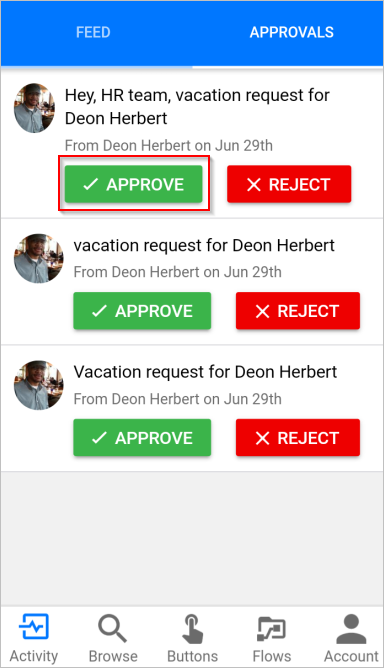 FEED APPROVALS
Hey, HR team, vacation request for
Deon Herbert
From Deon Herbert on Jun 29th
APPROVE REJECT
vacation request for Deon Herbert
From Deon Herbert on Jun 29th
APPROVE REJECT
Vacation request for Deon Herbert
From Deon Herbert on Jun 29th
APPROVE REJECT
Activity Browse Buttons Flows Account